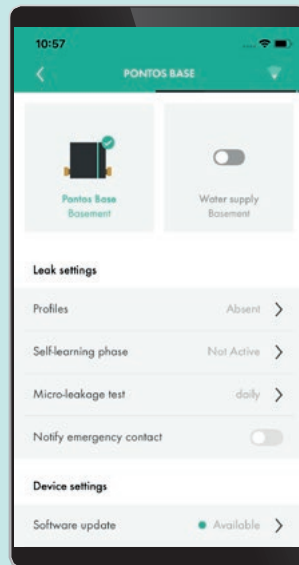 10:57
PONTOS BASE
Pontos Base
Basement
Water supply
Basement
Leak settings
Profiles Absent
Self-learning phase Not Active
Micro-leakage test daily
Notify emergency contact
Device settings
Software update Available